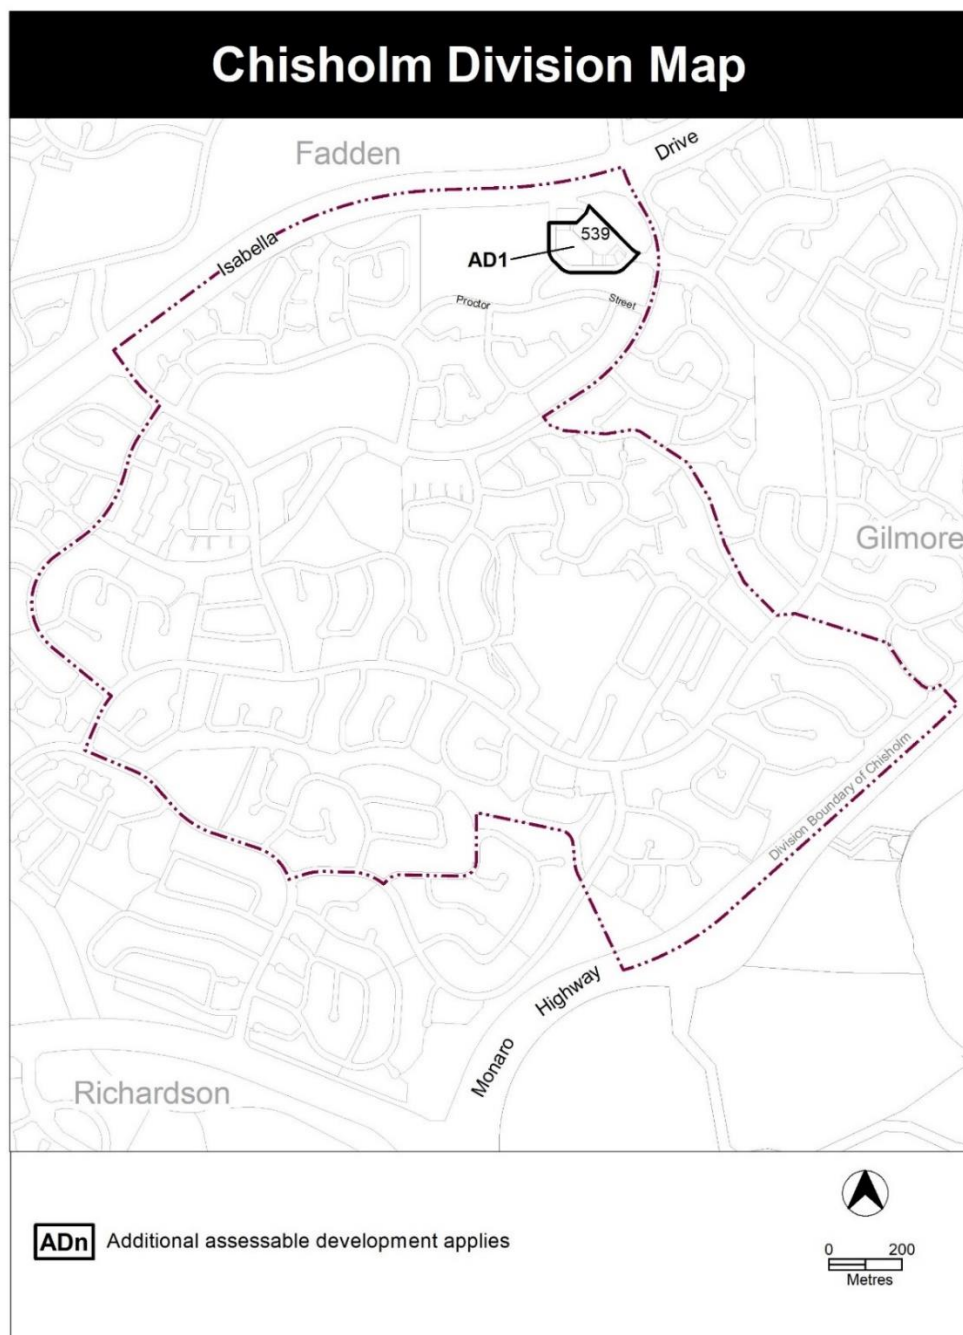 Chisholm Division Map
Fadden
Drive
Isabella
539
AD1
Proctor
Street
Gilmore
Division Boundary of Chisholm
Highway
Monaro
Richardson
ADn Additional assessable development applies
0 200
Metres